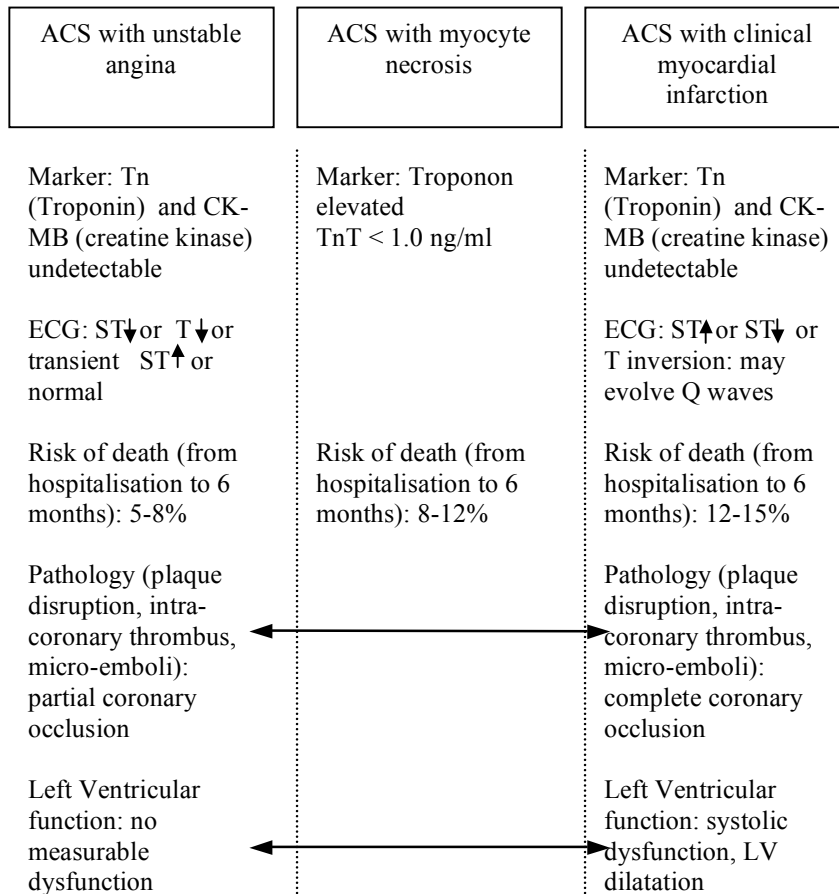 ACS with unstable
angina
ACS with myocyte
necrosis
ACS with clinical
myocardial
infarction
Marker: Tn
(Troponin) and CK-
MB (creatine kinase)
undetectable
ECG: ST↓or T↓or
transient ST↑ or
normal
Risk of death (from
hospitalisation to 6
months): 5-8%
Pathology (plaque
disruption, intra-
coronary thrombus,
micro-emboli):
partial coronary
occlusion
Left Ventricular
function: no
measurable
dysfunction
Marker: Troponon
elevated
TnT < 1.0 ng/ml
Risk of death (from
hospitalisation to 6
months): 8-12%
Marker: Tn
(Troponin) and CK-
MB (creatine kinase)
undetectable
ECG: ST↑or ST↓ or
T inversion: may
evolve Q waves
Risk of death (from
hospitalisation to 6
months): 12-15%
Pathology (plaque
disruption, intra-
coronary thrombus,
micro-emboli):
complete coronary
occlusion
Left Ventricular
function: systolic
dysfunction, LV
dilatation